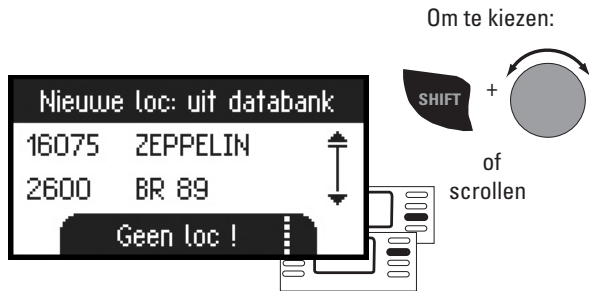 Om te kiezen:
Nieuwe loc: uit databank
16075 ZEPPELIN
2600 BR 89
Geen loc !
SHIFT +
of
scrollen